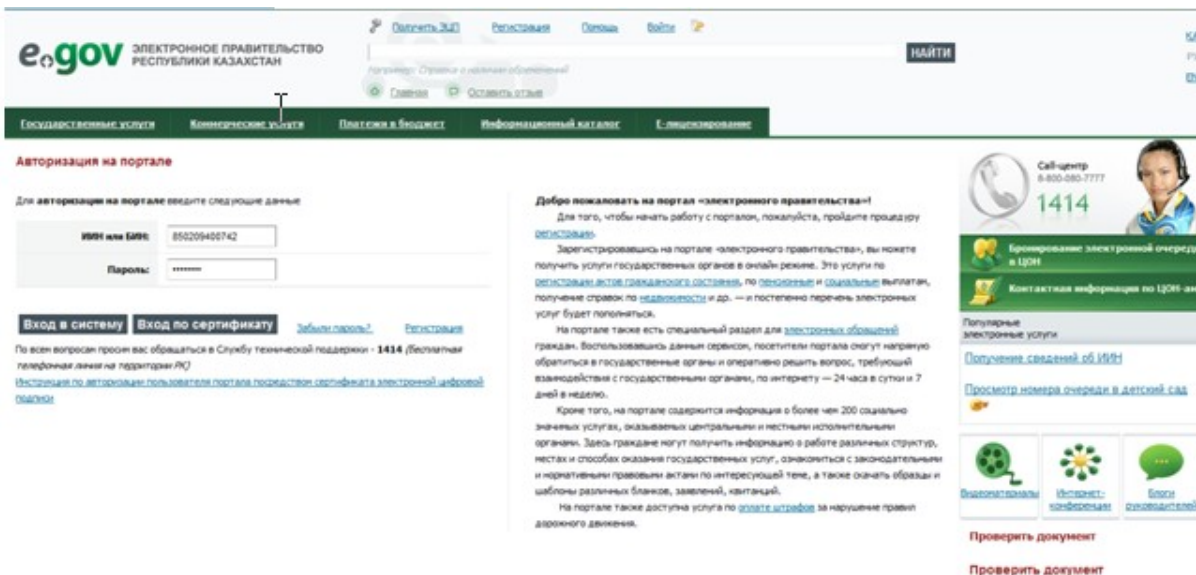 Получить ЭЦП Регистрация Помощь Войти
e.gov ЭЛЕКТРОННОЕ ПРАВИТЕЛЬСТВО
РЕСПУБЛИКИ КАЗАХСТАН
НАЙТИ
Например: Справка о наличии обременений
Главная Оставить отзыв
Государственные услуги Коммерческие услуги Платежи в бюджет Информационный каталог Е-лицензирование
Авторизация на портале
Для авторизации на портале введите следующие данные
ИИН или БИН: 850209400742
Пароль: ••••••••
Вход в систему Вход по сертификату Забыли пароль? Регистрация
По всем вопросам просим вас обращаться в Службу технической поддержки - 1414 (бесплатная
телефонная линия на территории РК)
Инструкция по авторизации пользователя портала посредством сертификата электронной цифровой
подписи
Добро пожаловать на портал «электронного правительства»!
Для того, чтобы начать работу с порталом, пожалуйста, пройдите процедуру
регистрации.
Зарегистрировавшись на портале «электронного правительства», вы можете
получить услуги государственных органов в онлайн режиме. Это услуги по
регистрации актов гражданского состояния, по пенсионным и социальным выплатам,
получение справок по недвижимости и др. — и постепенно перечень электронных
услуг будет пополняться.
На портале также есть специальный раздел для электронных обращений
граждан. Воспользовавшись данным сервисом, посетители портала смогут напрямую
обратиться в государственные органы и оперативно решить вопрос, требующий
взаимодействия с государственными органами, по интернету — 24 часа в сутки и 7
дней в неделю.
Кроме того, на портале содержится информация о более чем 200 социально
значимых услугах, оказываемых центральными и местными исполнительными
органами. Здесь граждане могут получить информацию о работе различных структур,
местах и способах оказания государственных услуг, ознакомиться с законодательными
и нормативными правовыми актами по интересующей теме, а также скачать образцы и
шаблоны различных бланков, заявлений, квитанций.
На портале также доступна услуга по оплате штрафов за нарушение правил
дорожного движения.
Call-центр
8-800-080-7777
1414
Бронирование электронной очереди
в ЦОН
Контактная информация по ЦОН-ам
Популярные
электронные услуги
Получение сведений об ИИН
Просмотр номера очереди в детский сад
Видеоматериалы Интернет-конференции Блоги руководителей
Проверить документ
Проверить документ